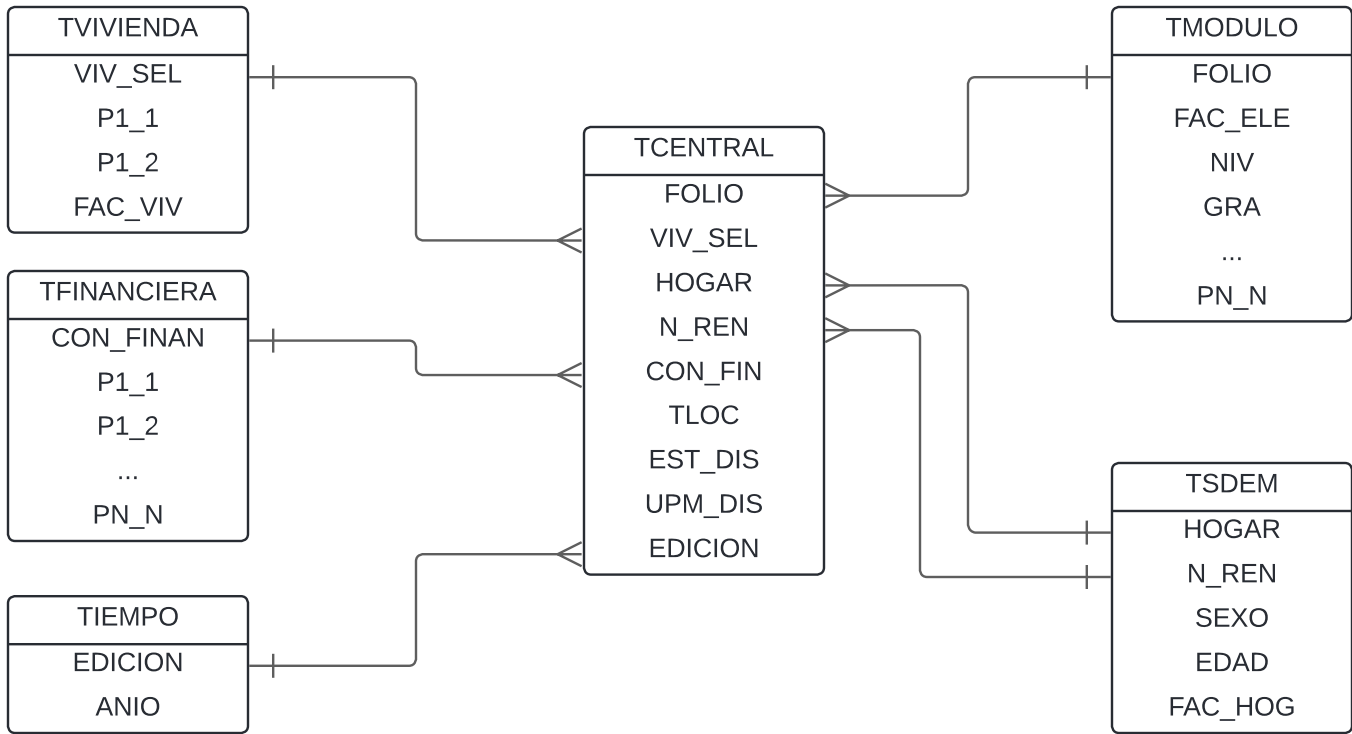 TVIVIENDA
VIV_SEL
P1_1
P1_2
FAC_VIV
TFINANCIERA
CON_FINAN
P1_1
P1_2
...
PN_N
TIEMPO
EDICION
ANIO
TCENTRAL
FOLIO
VIV_SEL
HOGAR
N_REN
CON_FIN
TLOC
EST_DIS
UPM_DIS
EDICION
TMODULO
FOLIO
FAC_ELE
NIV
GRA
...
PN_N
TSDEM
HOGAR
N_REN
SEXO
EDAD
FAC_HOG